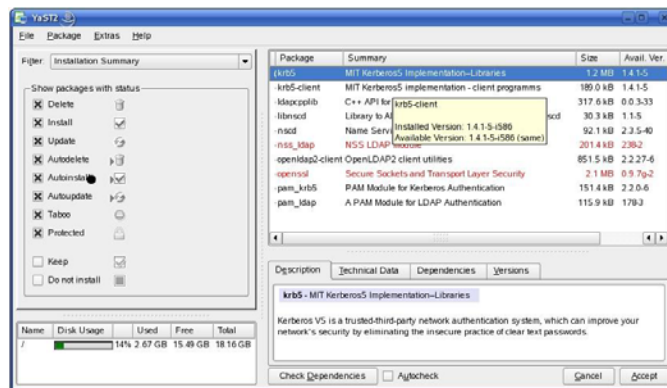 YaST2
File Package Extras Help
Filter: Installation Summary
Show packages with status
Delete
Install
Update
Autodelete
Autoinstall
Autoupdate
Taboo
Protected
Keep
Do not install
Name Disk Usage Used Free Total
/ 14% 2.67 GB 15.49 GB 18.16 GB
Package Summary Size Avail. Ver.
krb5 MIT Kerberos5 Implementation--Libraries 1.2 MB 1.4.1-5
krb5-client MIT Kerberos5 implementation - client programms 189.0 kB 1.4.1-5
ldapcpplib C++ API for 317.6 kB 0.0.3-33
libnscd Library to Al scd 30.3 kB 1.1-5
nscd Name Servi 92.1 kB 2.3.5-40
nss_ldap NSS LDAP Module 201.4 kB 238-2
openldap2-client OpenLDAP2 client utilities 851.5 kB 2.2.27-6
openssl Secure Sockets and Transport Layer Security 2.1 MB 0.9.7g-2
pam_krb5 PAM Module for Kerberos Authentication 151.4 kB 2.2.0-6
pam_ldap A PAM Module for LDAP Authentication 115.9 kB 178-3
krb5-client
Installed Version: 1.4.1-5-i586
Available Version: 1.4.1-5-i586 (same)
Description Technical Data Dependencies Versions
krb5 - MIT Kerberos5 Implementation--Libraries
Kerberos V5 is a trusted-third-party network authentication system, which can improve your
network's security by eliminating the insecure practice of clear text passwords.
Check Dependencies Autocheck Cancel Accept